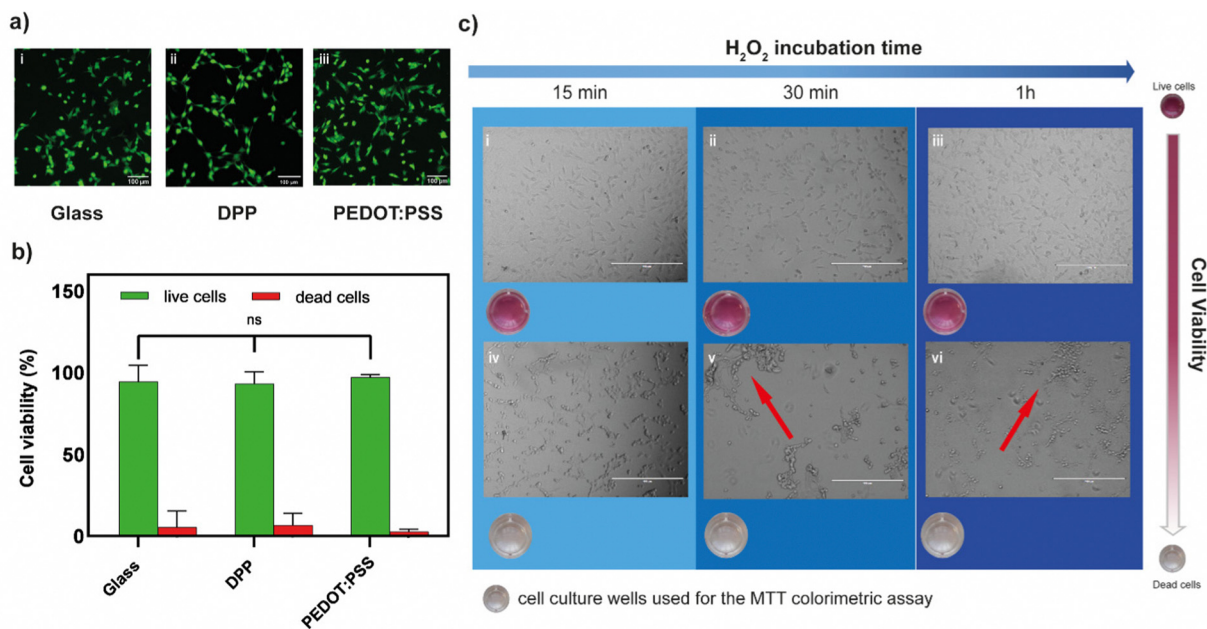 a)
i
ii
iii
100 µm
100 µm
100 µm
Glass
DPP
PEDOT:PSS
b)
Cell viability (%)
150
100
50
0
live cells
dead cells
ns
Glass
DPP
PEDOT:PSS
c)
H₂O₂ incubation time
15 min
30 min
1h
i
ii
iii
iv
v
vi
Live cells
Cell Viability
Dead cells
cell culture wells used for the MTT colorimetric assay